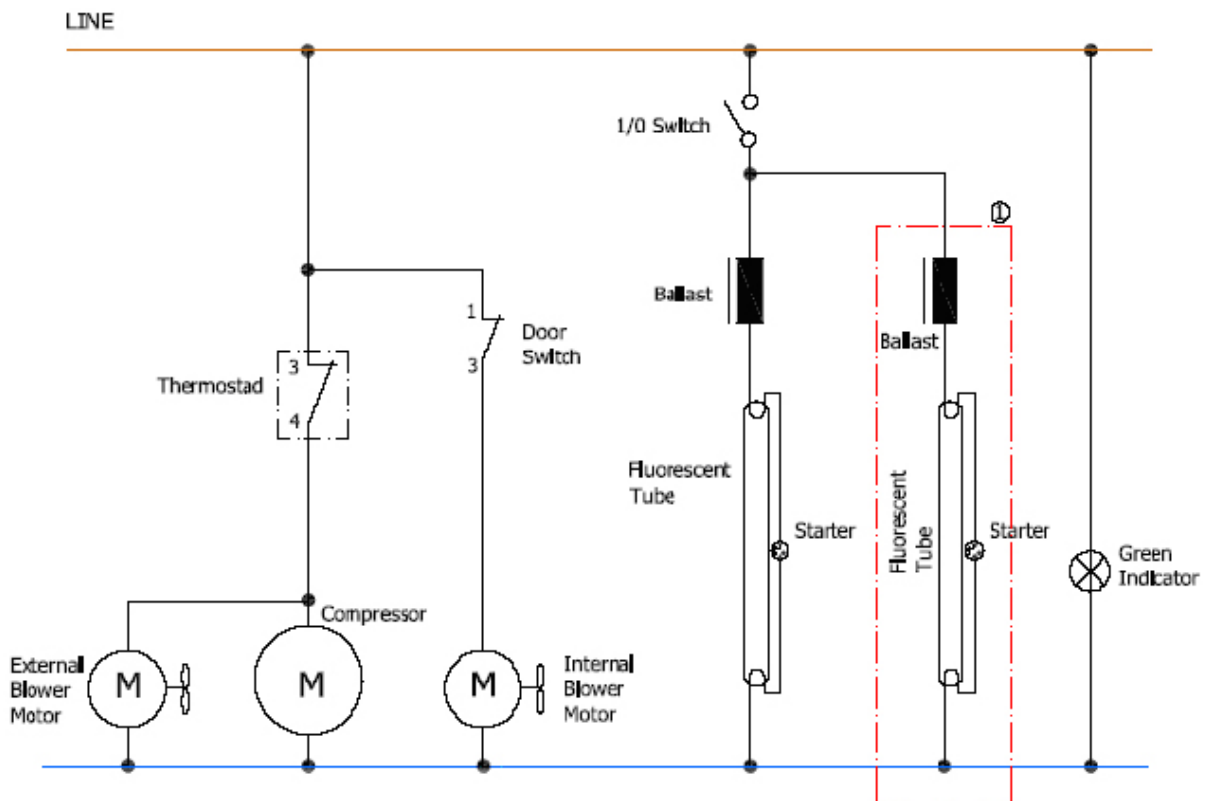 LINE
1/0 Switch
1
Ballast
Ballast
1
3
Door
Switch
Thermostad
3
4
Fluorescent
Tube
Starter
Fluorescent
Tube
Starter
Green
Indicator
Compressor
External
Blower
Motor
M
M
M
Internal
Blower
Motor